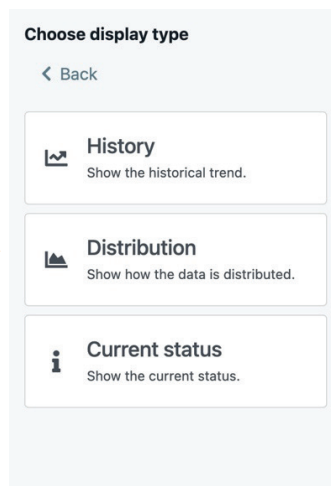 Choose display type
Back
History
Show the historical trend.
Distribution
Show how the data is distributed.
Current status
Show the current status.